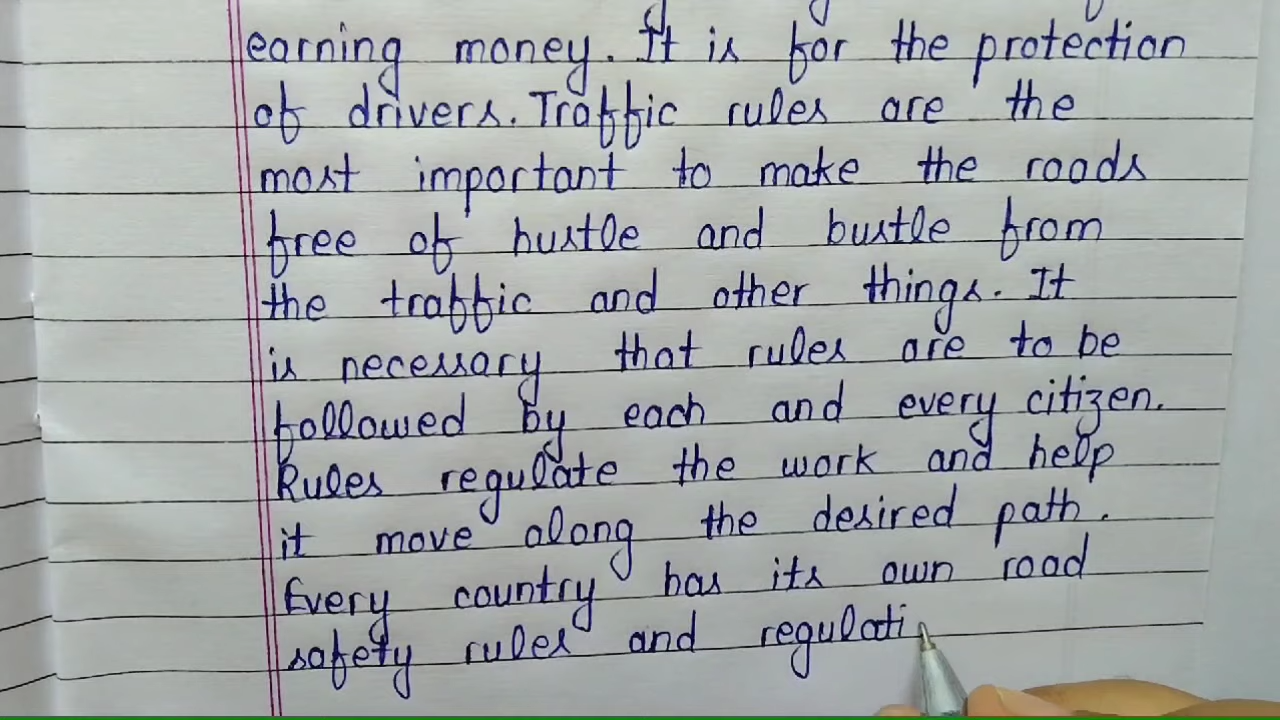 earning money. It is for the protection
of drivers. Traffic rules are the
most important to make the roads
free of hustle and bustle from
the traffic and other things. It
is necessary that rules are to be
followed by each and every citizen.
Rules regulate the work and help
it move along the desired path.
Every country has its own road
safety rules and regulati